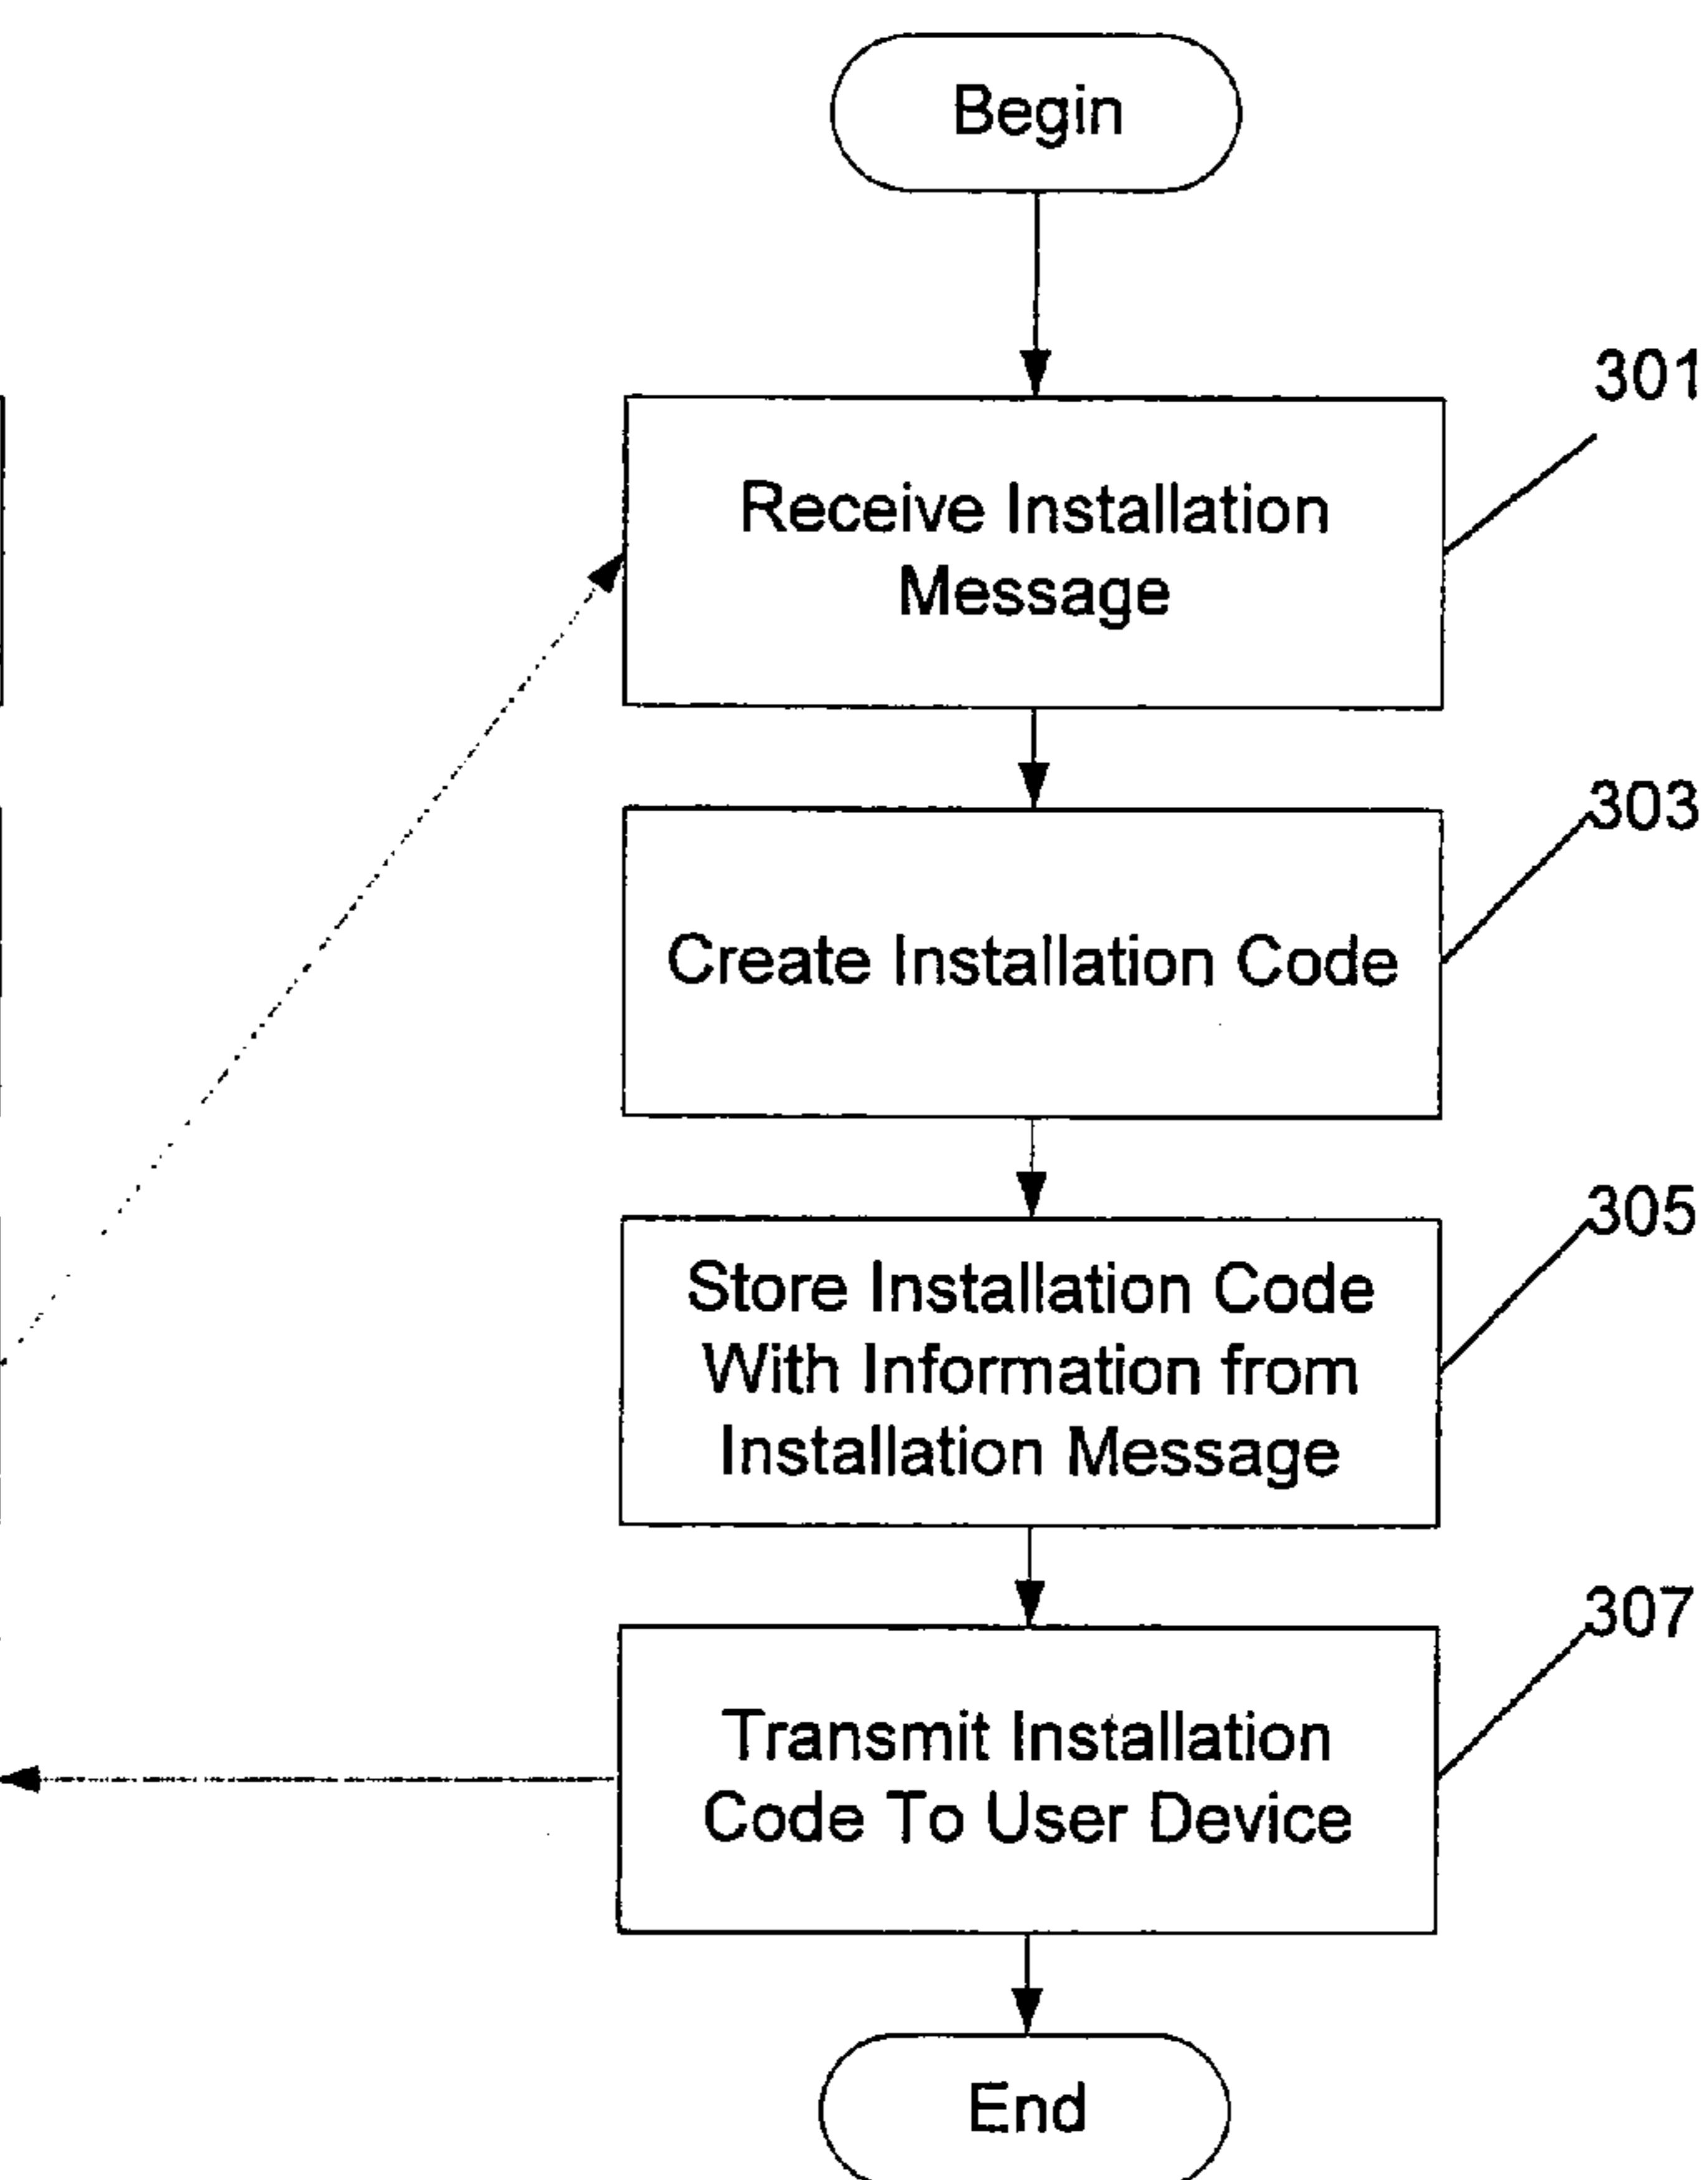 Begin
301
Receive Installation
Message
303
Create Installation Code
305
Store Installation Code
With Information from
Installation Message
307
Transmit Installation
Code To User Device
End